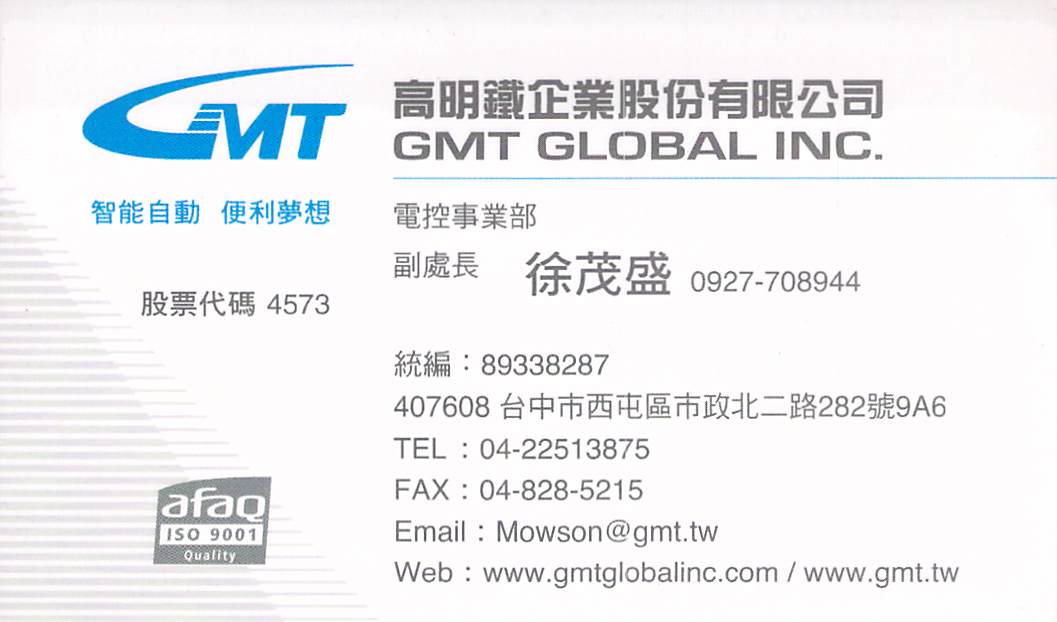 GMT
智能自動 便利夢想
股票代碼 4573
高明鐵企業股份有限公司
GMT GLOBAL INC.
電控事業部
副處長 徐茂盛 0927-708944
統編：89338287
407608 台中市西屯區市政北二路282號9A6
TEL：04-22513875
FAX：04-828-5215
Email：Mowson@gmt.tw
Web：www.gmtglobalinc.com / www.gmt.tw
afaq
ISO 9001
Quality